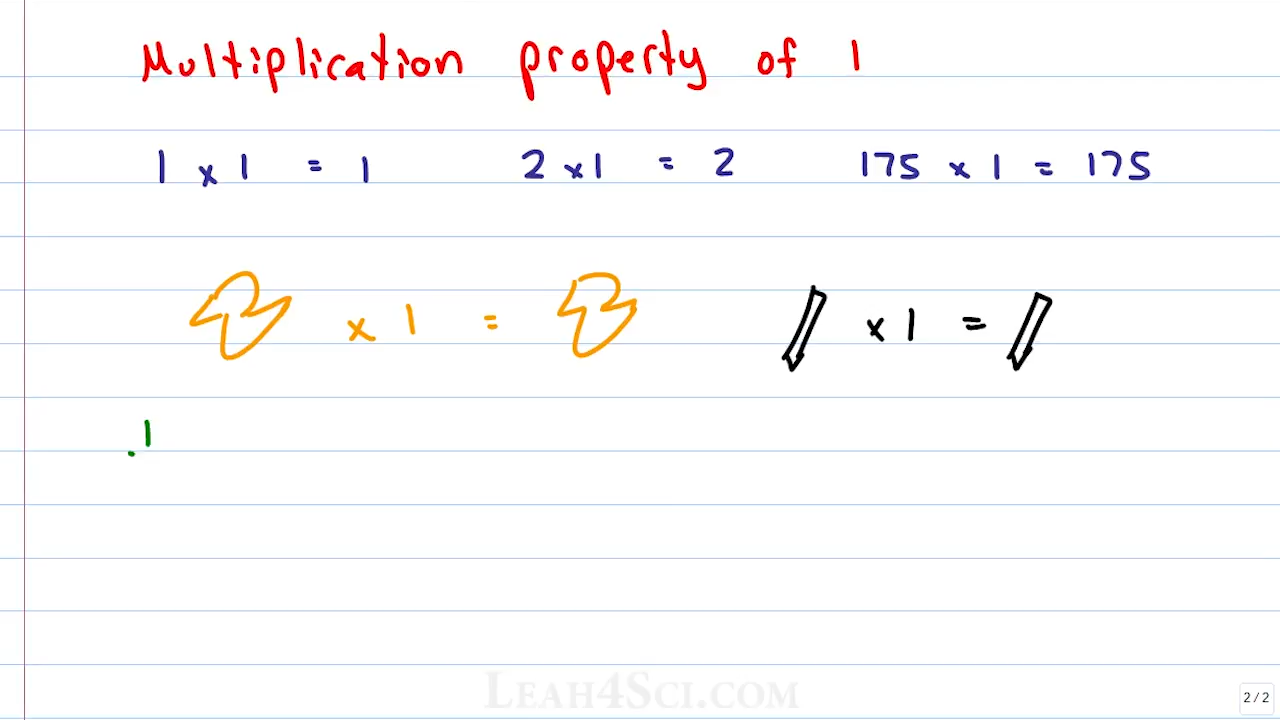 Multiplication property of 1
1 x 1 = 1 2 x 1 = 2 175 x 1 = 175
x 1 = x 1 =
.1
LEAH4SCI.COM
2/2